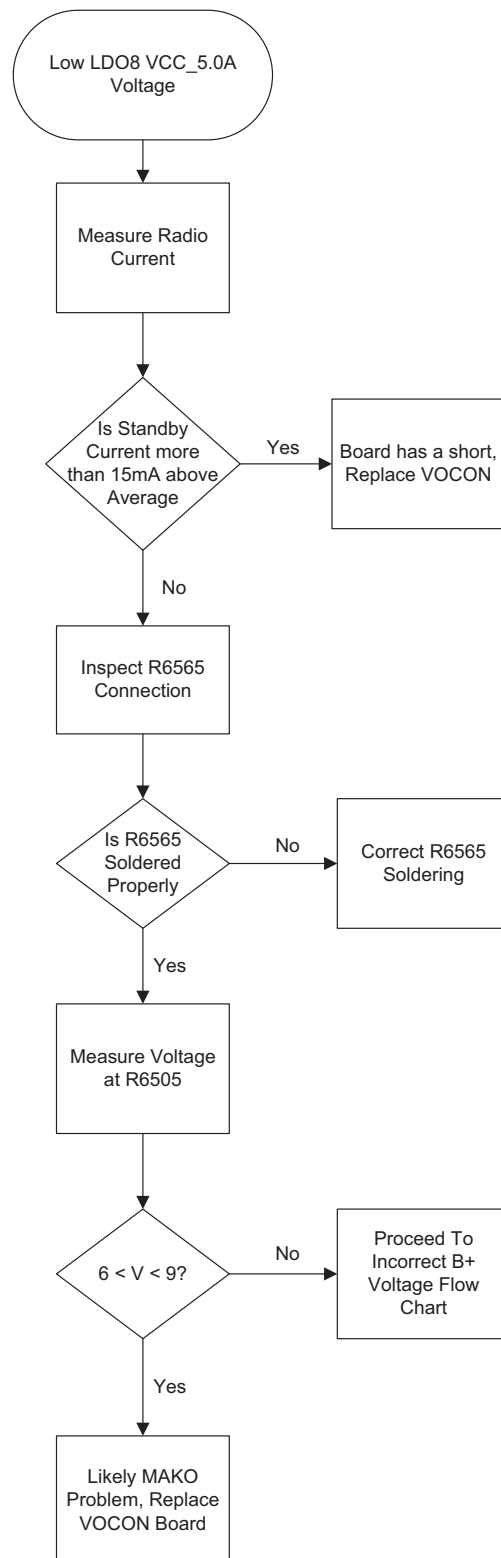 Low LDO8 VCC_5.0A
Voltage
Measure Radio
Current
Is Standby
Current more
than 15mA above
Average
Yes
Board has a short,
Replace VOCON
No
Inspect R6565
Connection
Is R6565
Soldered
Properly
No
Correct R6565
Soldering
Yes
Measure Voltage
at R6505
6 < V < 9?
No
Proceed To
Incorrect B+
Voltage Flow
Chart
Yes
Likely MAKO
Problem, Replace
VOCON Board